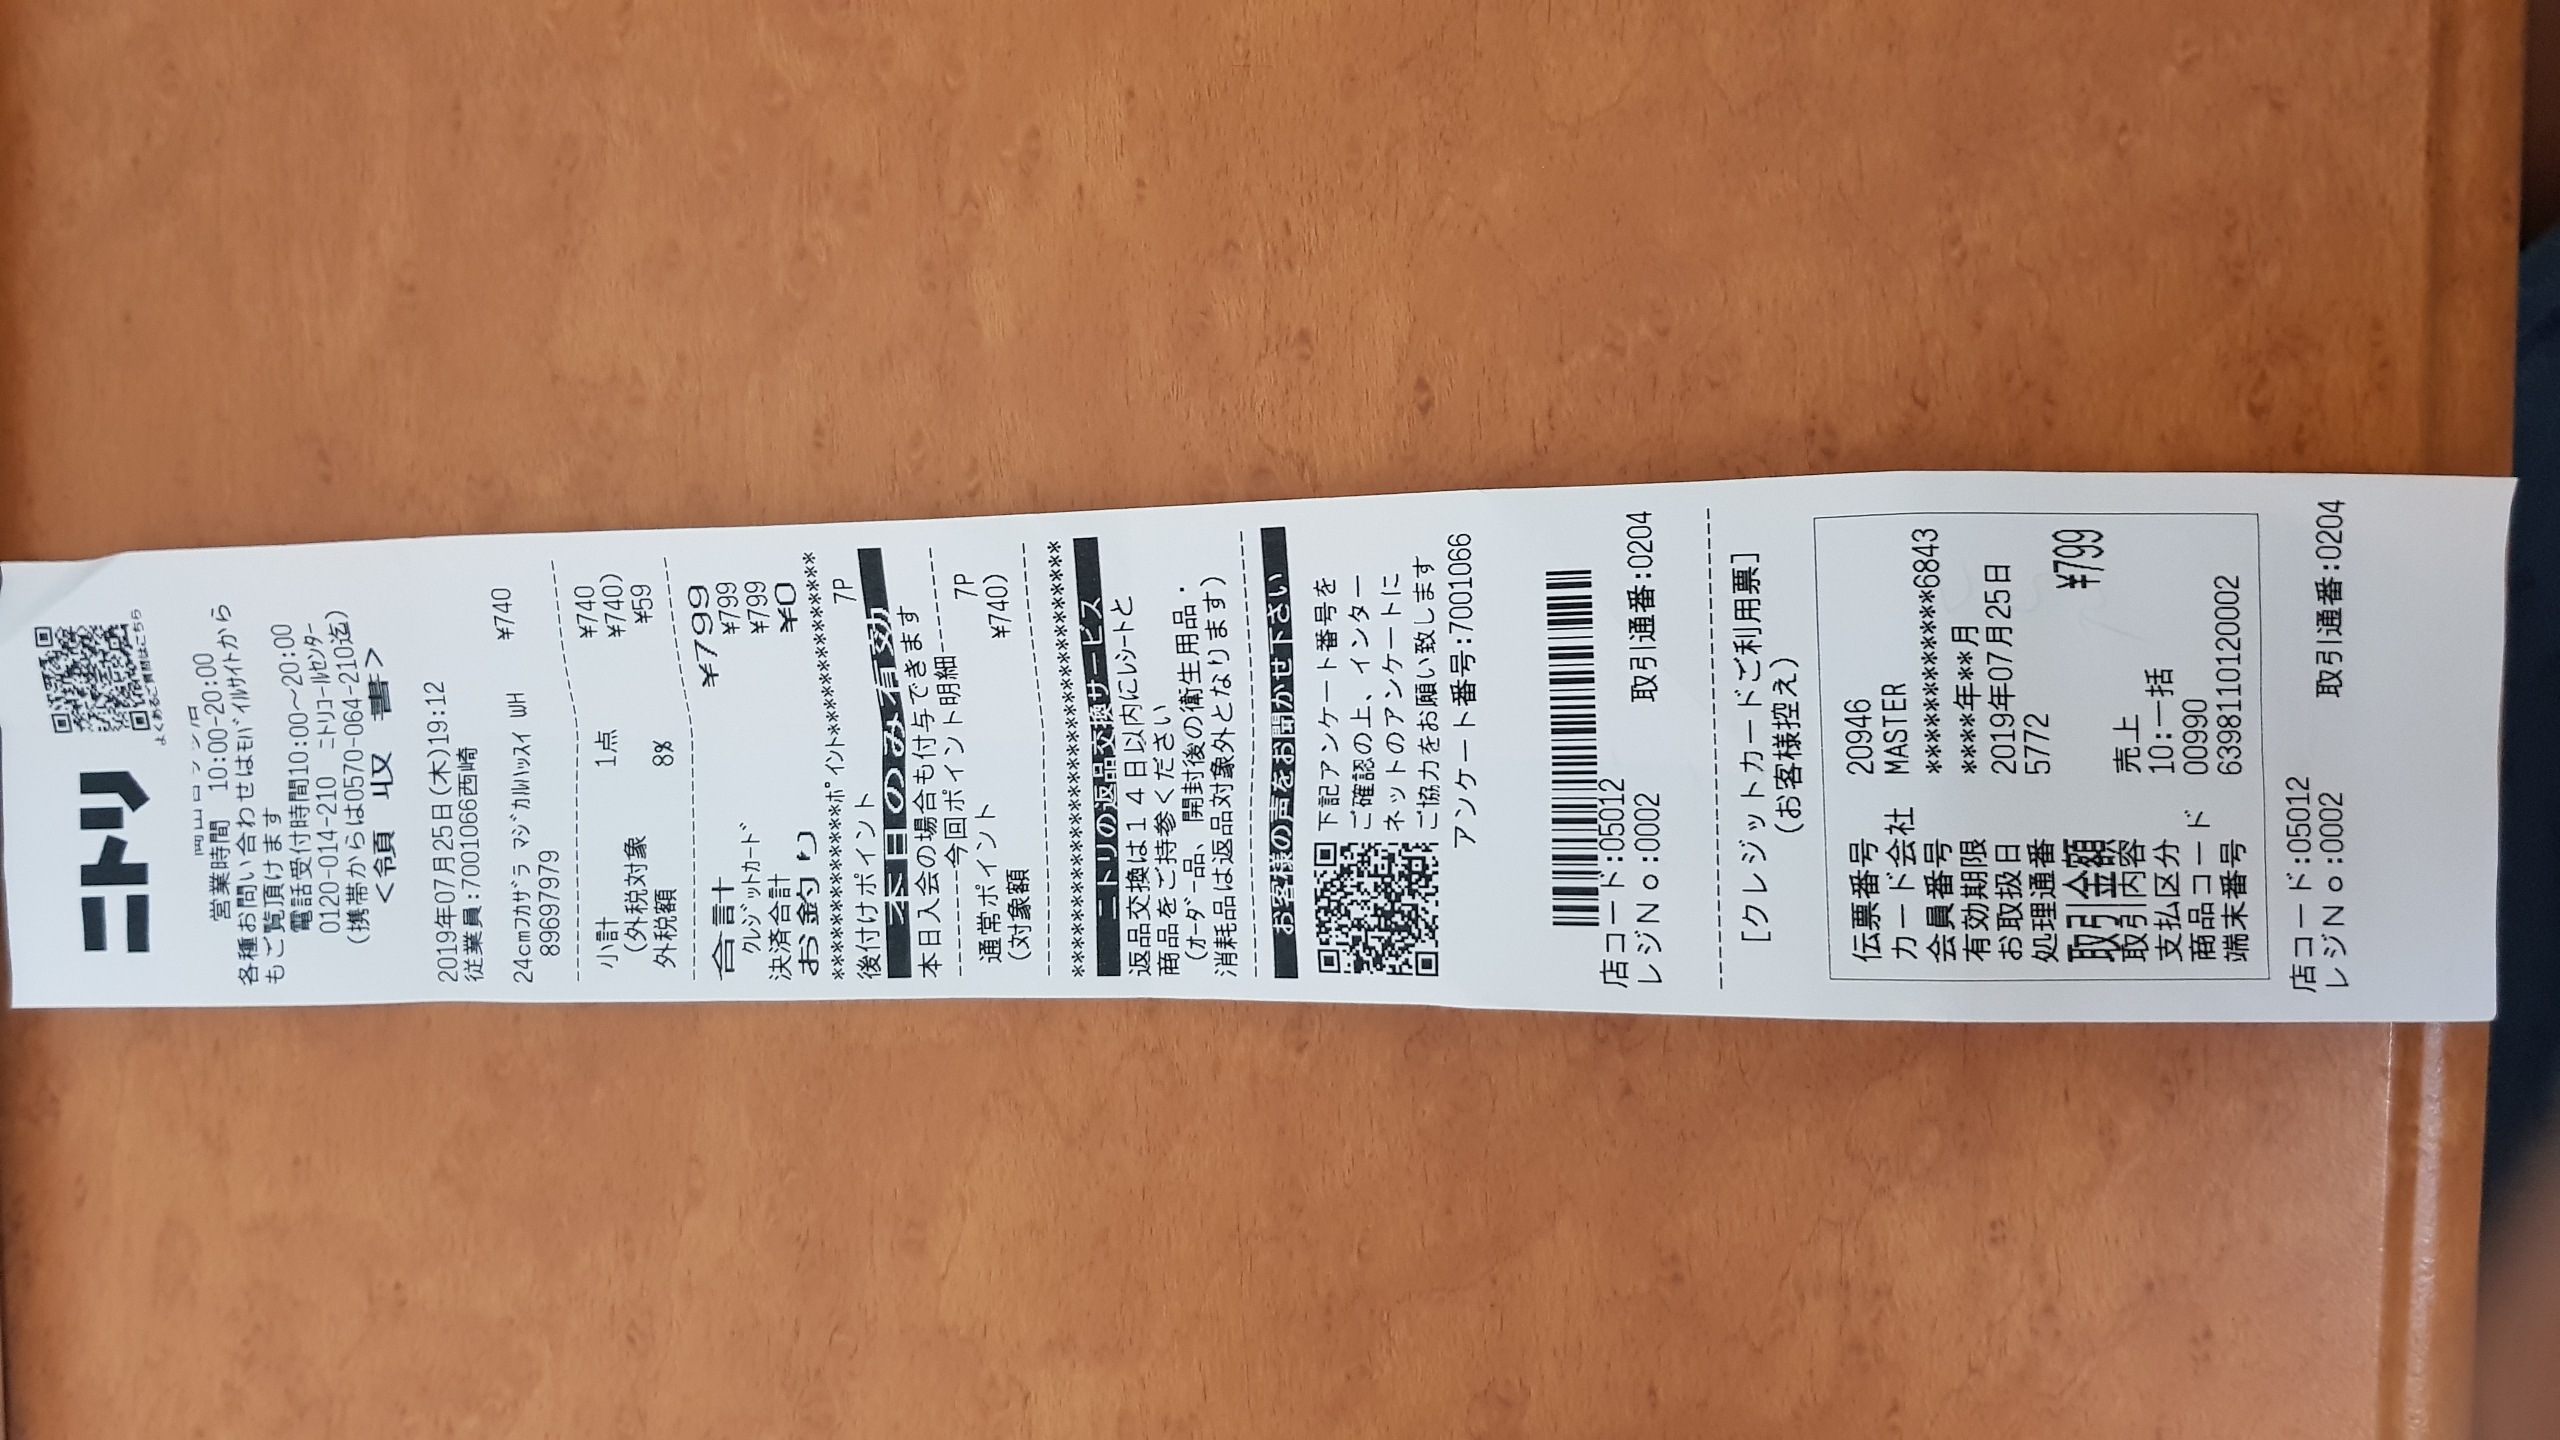 ニトリ
よくあるご質問はこちら
営業時間 10:00-20:00
各種お問い合わせはﾓﾊﾞｲﾙｻｲﾄから
もご覧頂けます
電話受付時間10:00～20:00
0120-014-210 ﾆﾄﾘｺｰﾙｾﾝﾀｰ
(携帯からは0570-064-210迄)
<領 収 書>
2019年07月25日(木)19:12
従業員:7001066西崎
24cmﾌｶｻﾞﾗ ﾏｼﾞｶﾙﾊｯｽｲ WH ¥740
89697979
小計 1点 ¥740
(外税対象 ¥740)
外税額 8% ¥59
合計 ¥799
ｸﾚｼﾞｯﾄｶｰﾄﾞ ¥799
決済合計 ¥799
お釣り ¥0
*************ﾎﾟｲﾝﾄ**************
後付けポイント 7P
本日のみ有効
本日入会の場合も付与できます
--------今回ポイント明細--------
通常ポイント 7P
(対象額 ¥740)
********************************
ニトリの返品交換サービス
返品交換は１４日以内にﾚｼｰﾄと
商品をご持参ください
(ｵｰﾀﾞｰ品、開封後の衛生用品・
消耗品は返品対象外となります)
お客様の声をお聞かせ下さい
下記アンケート番号を
ご確認の上、インター
ネットのアンケートに
ご協力をお願い致します
アンケート番号:7001066
店コード:05012
レジＮｏ:0002 取引通番:0204
[クレジットカードご利用票]
(お客様控え)
伝票番号 20946
カード会社 MASTER
会員番号 ************6843
有効期限 ****年**月
お取扱日 2019年07月25日
処理通番 5772
取引金額 ¥799
取引内容 売上
支払区分 10:一括
商品コード 00990
端末番号 6398110120002
店コード:05012
レジＮｏ:0002 取引通番:0204